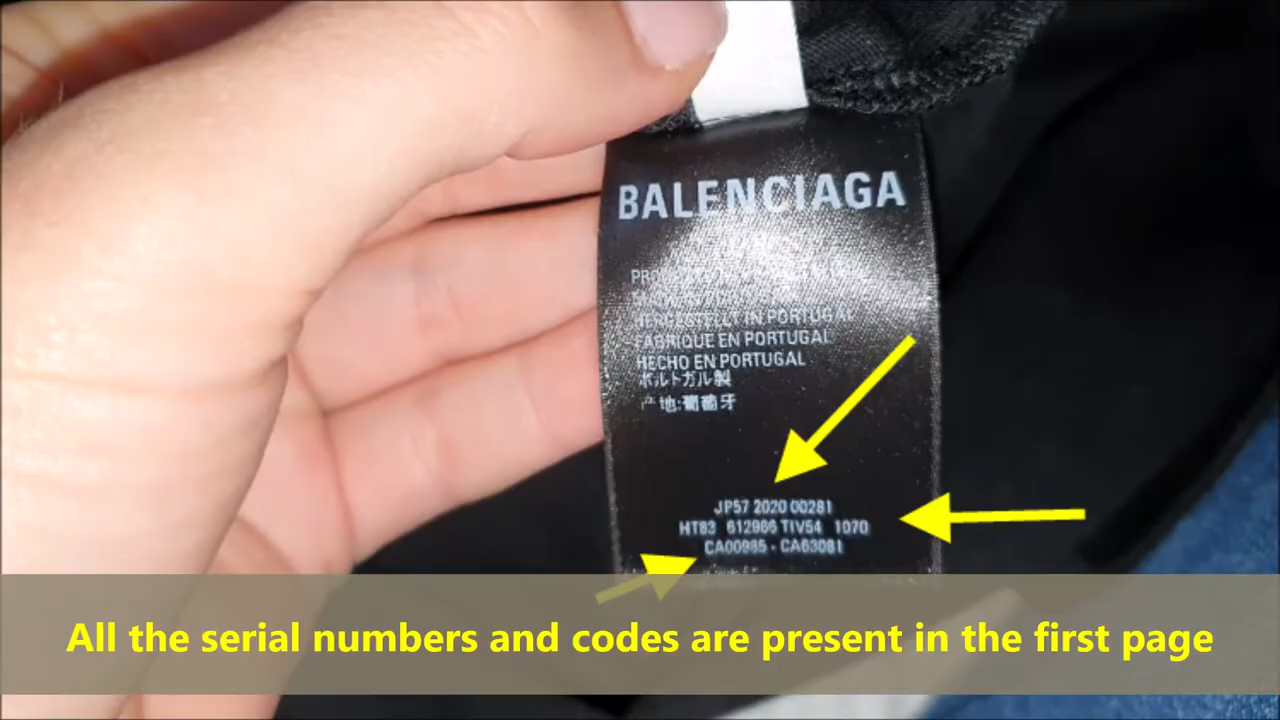 BALENCIAGA
HERGESTELLT IN PORTUGAL
FABRIQUE EN PORTUGAL
HECHO EN PORTUGAL
ポルトガル製
产地:葡萄牙
JP57 2020 00281
HT83 612966 TIV54 1070
CA00985 - CA63081
All the serial numbers and codes are present in the first page